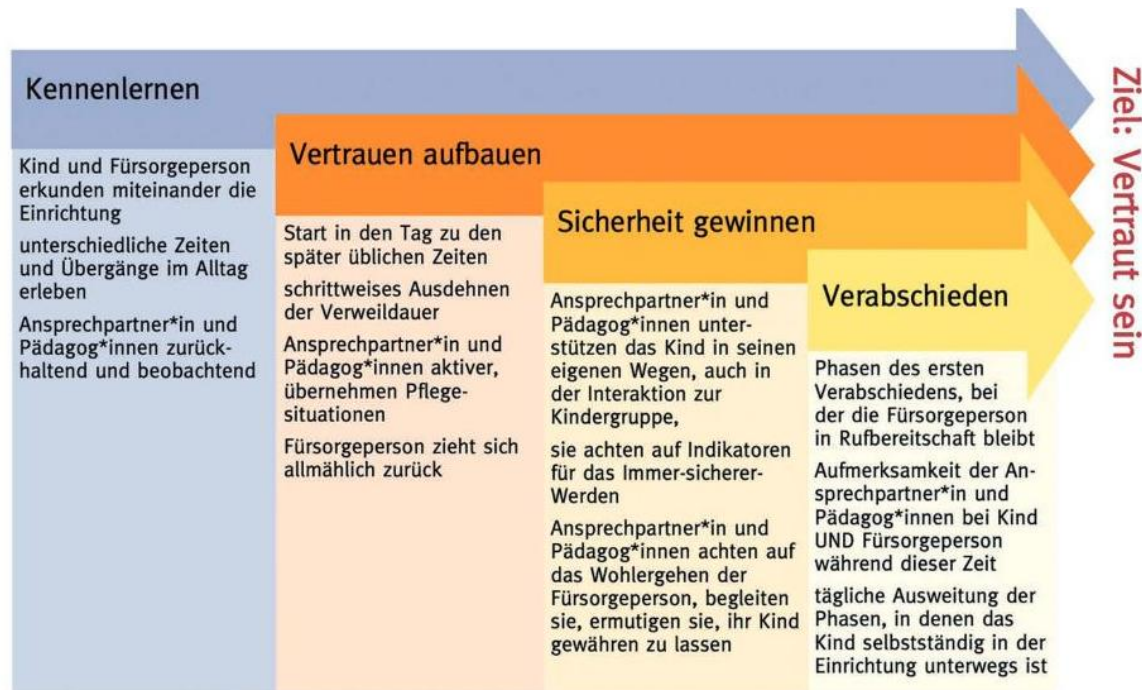 Kennenlernen
Kind und Fürsorgeperson
erkunden miteinander die
Einrichtung
unterschiedliche Zeiten
und Übergänge im Alltag
erleben
Ansprechpartner*in und
Pädagog*innen zurück-
haltend und beobachtend
Vertrauen aufbauen
Start in den Tag zu den
später üblichen Zeiten
schrittweises Ausdehnen
der Verweildauer
Ansprechpartner*in und
Pädagog*innen aktiver,
übernehmen Pflege-
situationen
Fürsorgeperson zieht sich
allmählich zurück
Sicherheit gewinnen
Ansprechpartner*in und
Pädagog*innen unter-
stützen das Kind in seinen
eigenen Wegen, auch in
der Interaktion zur
Kindergruppe,
sie achten auf Indikatoren
für das Immer-sicherer-
Werden
Ansprechpartner*in und
Pädagog*innen achten auf
das Wohlergehen der
Fürsorgeperson, begleiten
sie, ermutigen sie, ihr Kind
gewähren zu lassen
Verabschieden
Phasen des ersten
Verabschiedens, bei
der die Fürsorgeperson
in Rufbereitschaft bleibt
Aufmerksamkeit der An-
sprechpartner*in und
Pädagog*innen bei Kind
UND Fürsorgeperson
während dieser Zeit
tägliche Ausweitung der
Phasen, in denen das
Kind selbstständig in der
Einrichtung unterwegs ist
Ziel: Vertraut sein